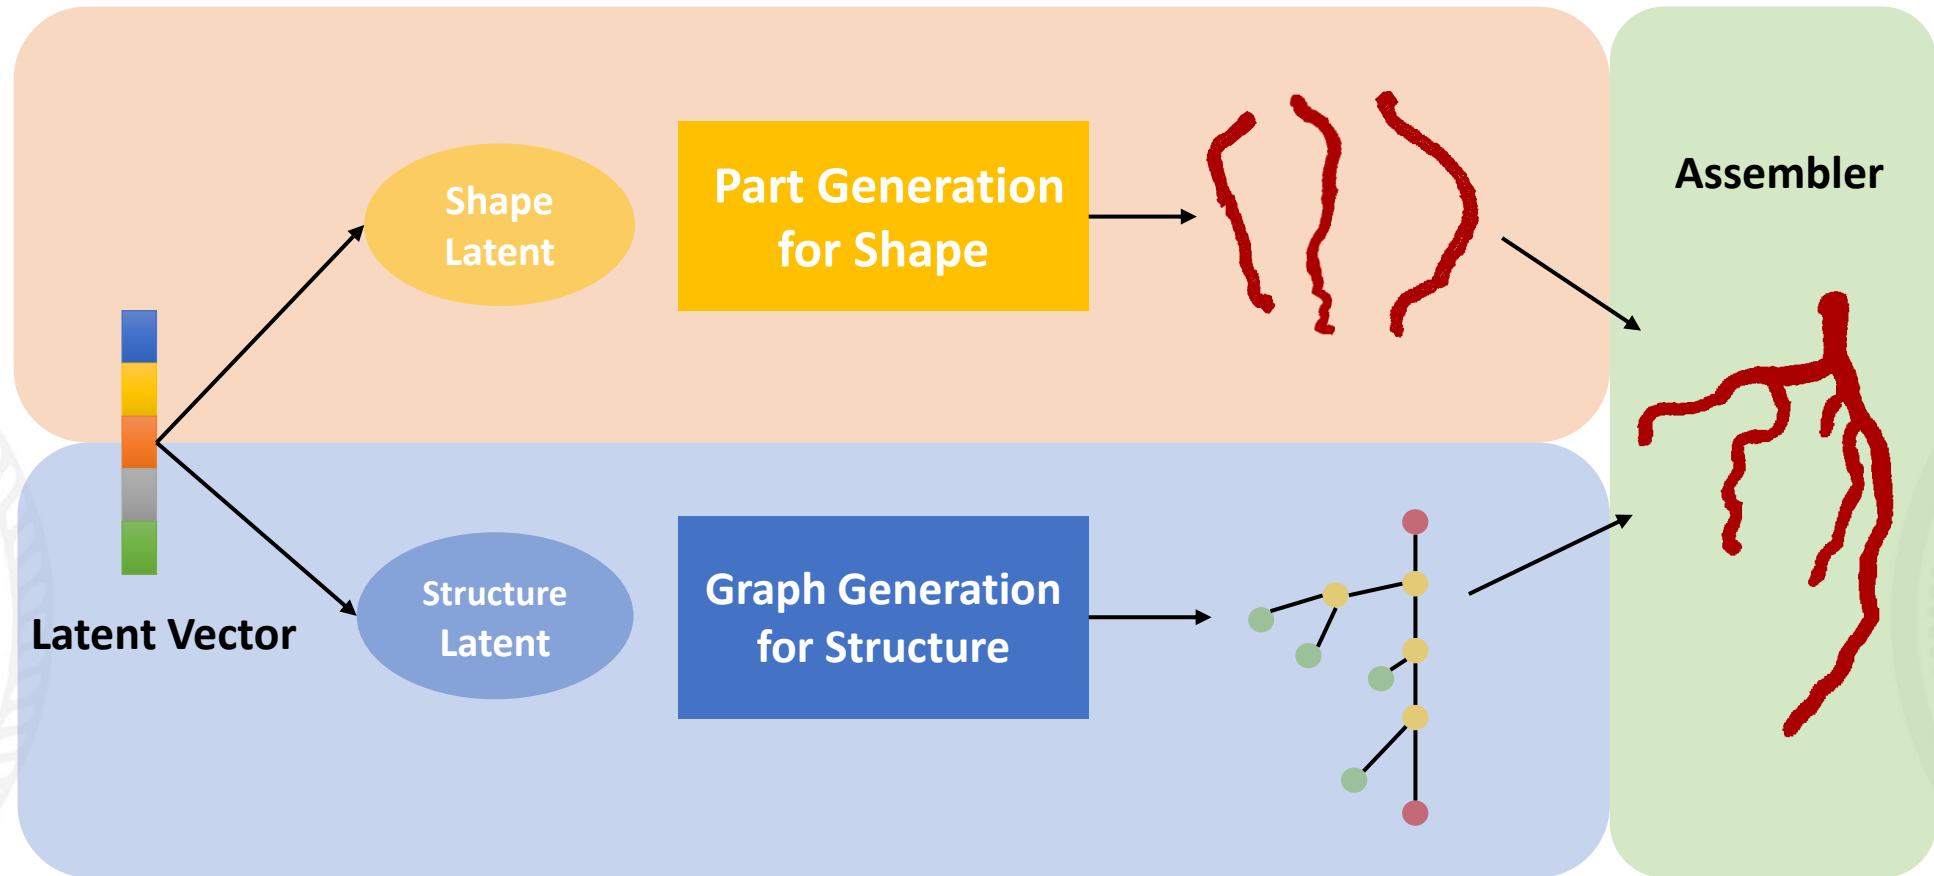 Shape
Latent
Part Generation
for Shape
Assembler
Latent Vector
Structure
Latent
Graph Generation
for Structure